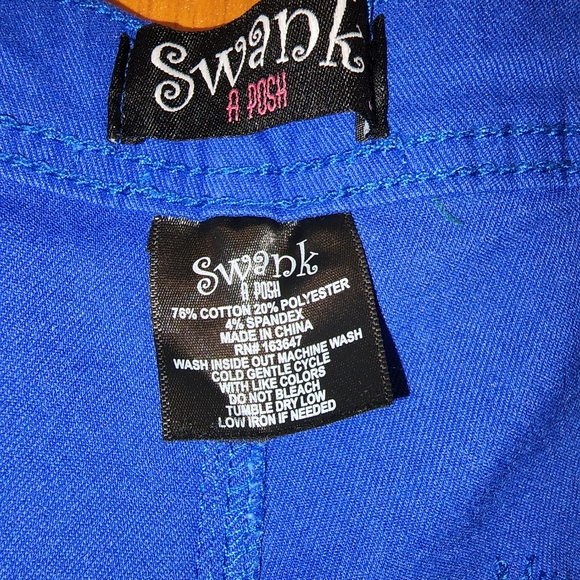 Swank
A POSH
Swank
A POSH
76% COTTON 20% POLYESTER
4% SPANDEX
MADE IN CHINA
RN# 163647
WASH INSIDE OUT MACHINE WASH
COLD GENTLE CYCLE
WITH LIKE COLORS
DO NOT BLEACH
TUMBLE DRY LOW
LOW IRON IF NEEDED